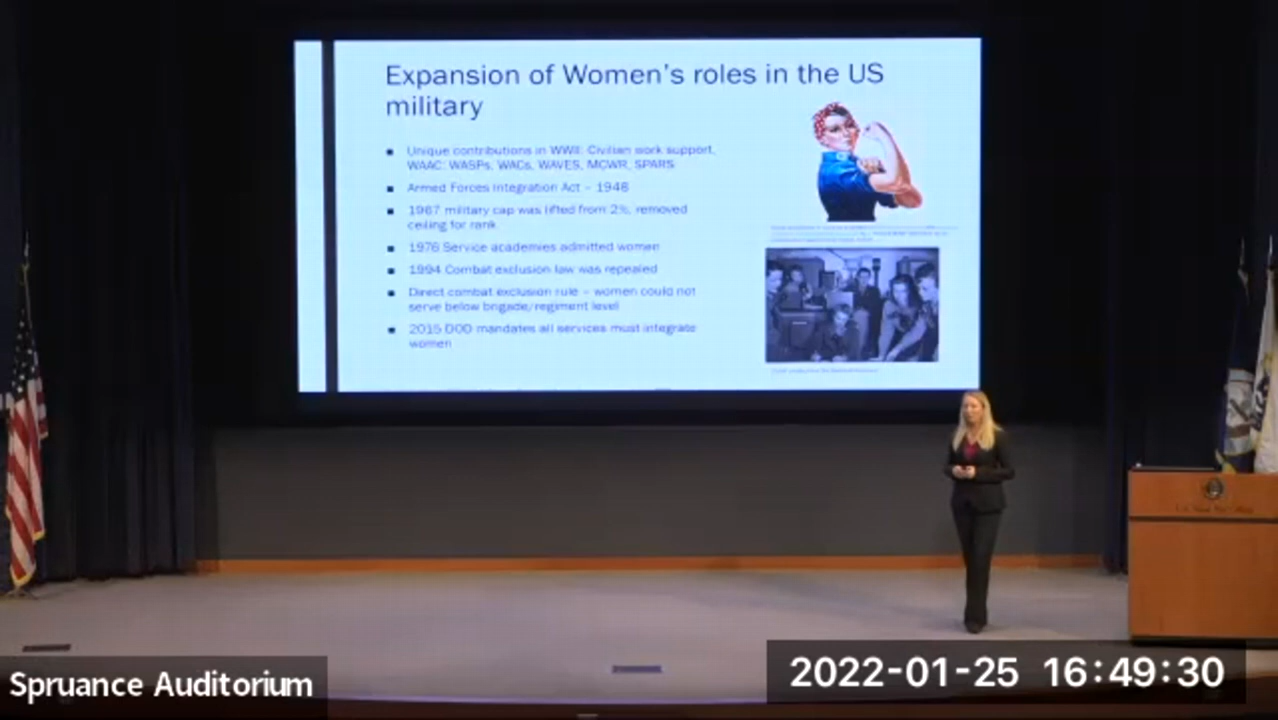 Expansion of Women's roles in the US
military
Unique contributions in WWII: Civilian work support,
WAAC: WASPs, WACs, WAVES, MCWR, SPARS
Armed Forces Integration Act – 1948
1967 military cap was lifted from 2%, removed
ceiling for rank
1976 Service academies admitted women
1994 Combat exclusion law was repealed
Direct combat exclusion rule – women could not
serve below brigade/regiment level
2015 DOD mandates all services must integrate
women
Spruance Auditorium
2022-01-25 16:49:30